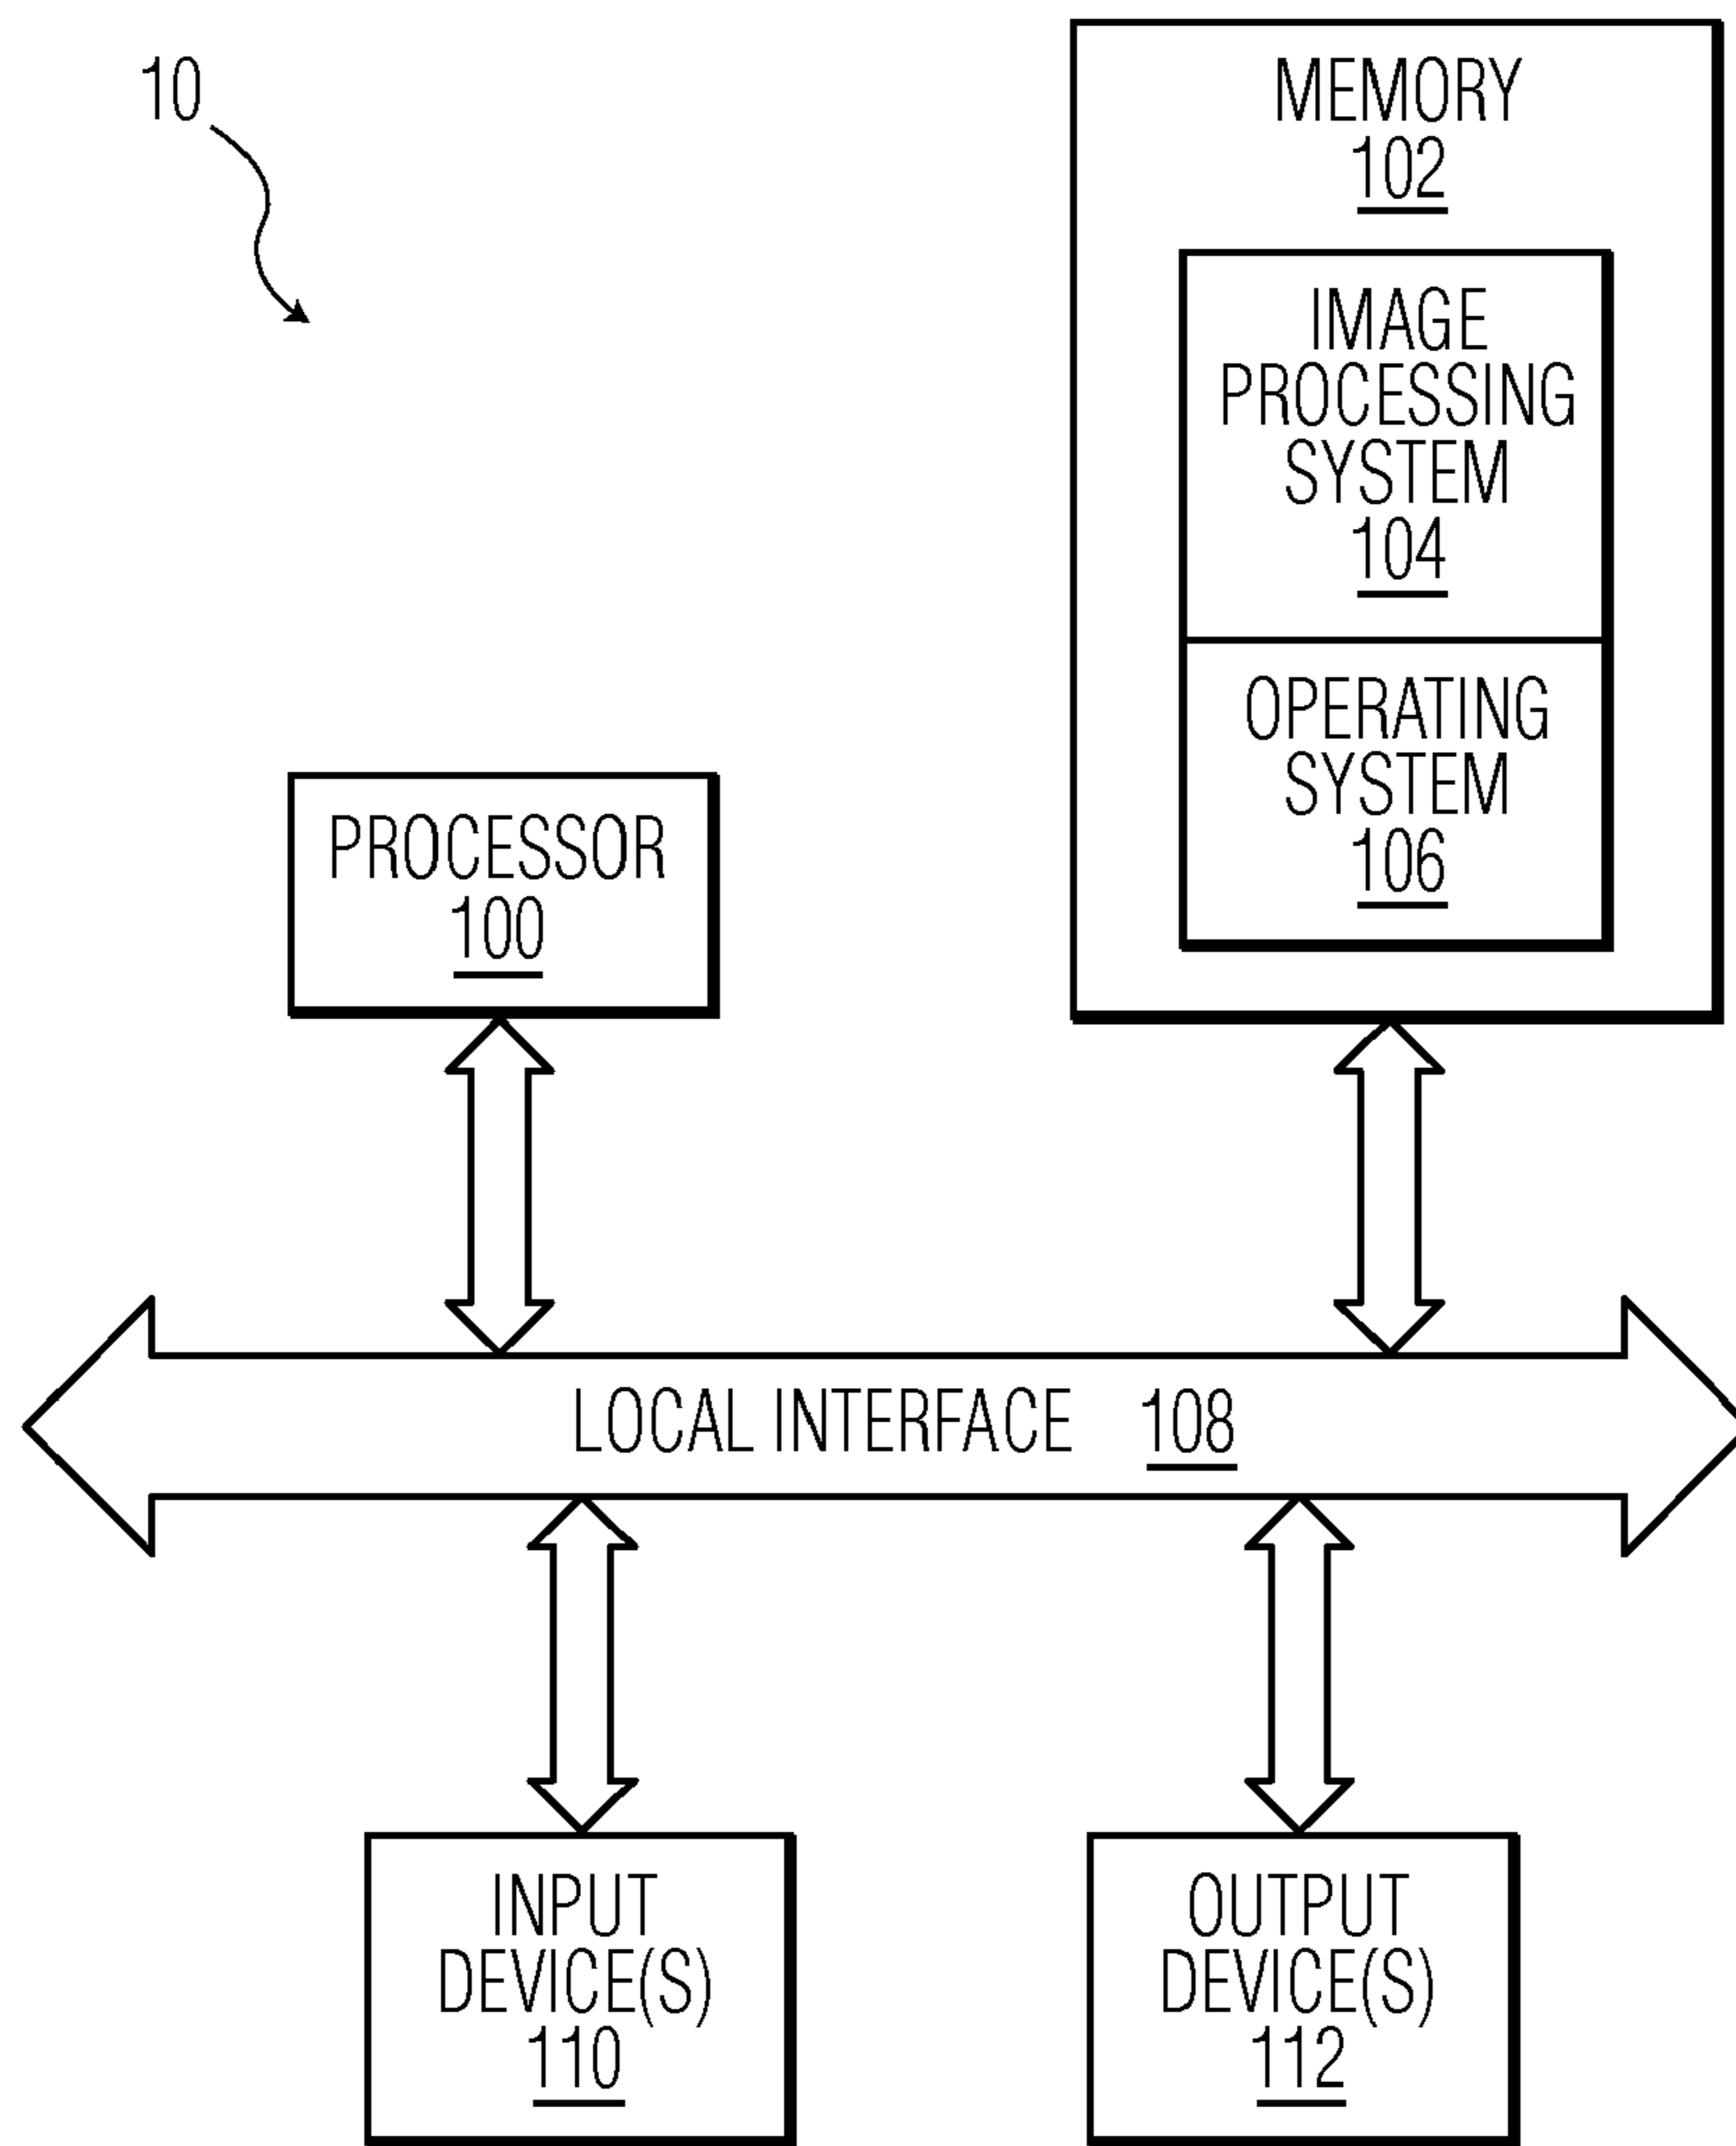 10
MEMORY
102
IMAGE
PROCESSING
SYSTEM
104
OPERATING
SYSTEM
106
PROCESSOR
100
LOCAL INTERFACE 108
INPUT
DEVICE(S)
110
OUTPUT
DEVICE(S)
112